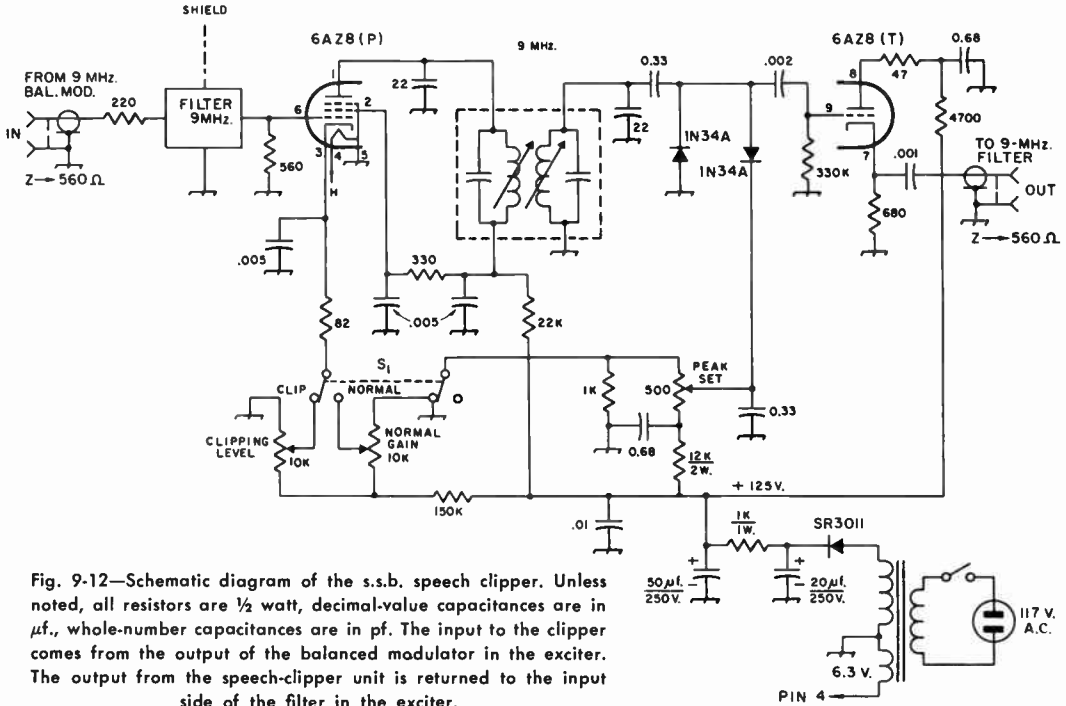 SHIELD
6AZ8 (P)
9 MHz.
6AZ8 (T)
0.68
FROM 9 MHz.
BAL. MOD.
220
FILTER
9MHz.
IN
Z→560 Ω
560
1
2
6
3
4
5
H
22
0.33
.002
22
1N34A
1N34A
8
9
7
47
4700
330K
.001
680
TO 9-MHz.
FILTER
OUT
Z→560 Ω
.005
330
.005
82
22K
S1
CLIP
NORMAL
CLIPPING
LEVEL
10K
NORMAL
GAIN
10K
1K
500
PEAK
SET
0.33
0.68
12K
2W.
+ 125V.
150K
.01
1K
1W.
SR3011
+
50µf.
250V.
-
+
20µf.
250V.
-
117 V.
A.C.
6.3 V.
PIN 4
Fig. 9-12—Schematic diagram of the s.s.b. speech clipper. Unless
noted, all resistors are ½ watt, decimal-value capacitances are in
µf., whole-number capacitances are in pf. The input to the clipper
comes from the output of the balanced modulator in the exciter.
The output from the speech-clipper unit is returned to the input
side of the filter in the exciter.